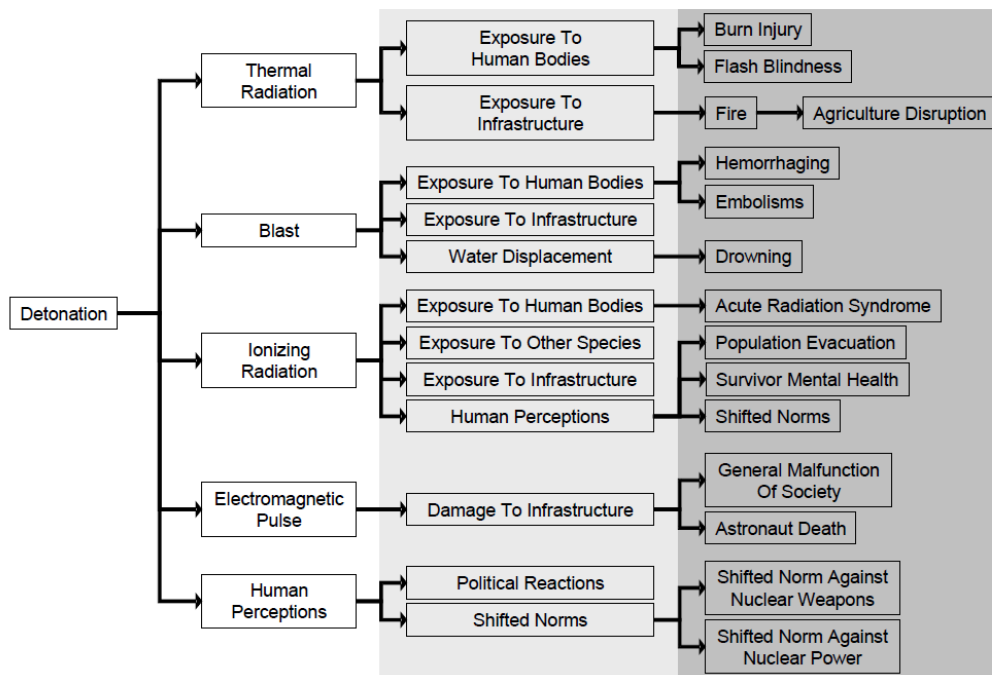 Detonation
Thermal
Radiation
Exposure To
Human Bodies
Burn Injury
Flash Blindness
Exposure To
Infrastructure
Fire
Agriculture Disruption
Blast
Exposure To Human Bodies
Hemorrhaging
Embolisms
Exposure To Infrastructure
Water Displacement
Drowning
Ionizing
Radiation
Exposure To Human Bodies
Acute Radiation Syndrome
Exposure To Other Species
Exposure To Infrastructure
Human Perceptions
Population Evacuation
Survivor Mental Health
Shifted Norms
Electromagnetic
Pulse
Damage To Infrastructure
General Malfunction
Of Society
Astronaut Death
Human
Perceptions
Political Reactions
Shifted Norms
Shifted Norm Against
Nuclear Weapons
Shifted Norm Against
Nuclear Power